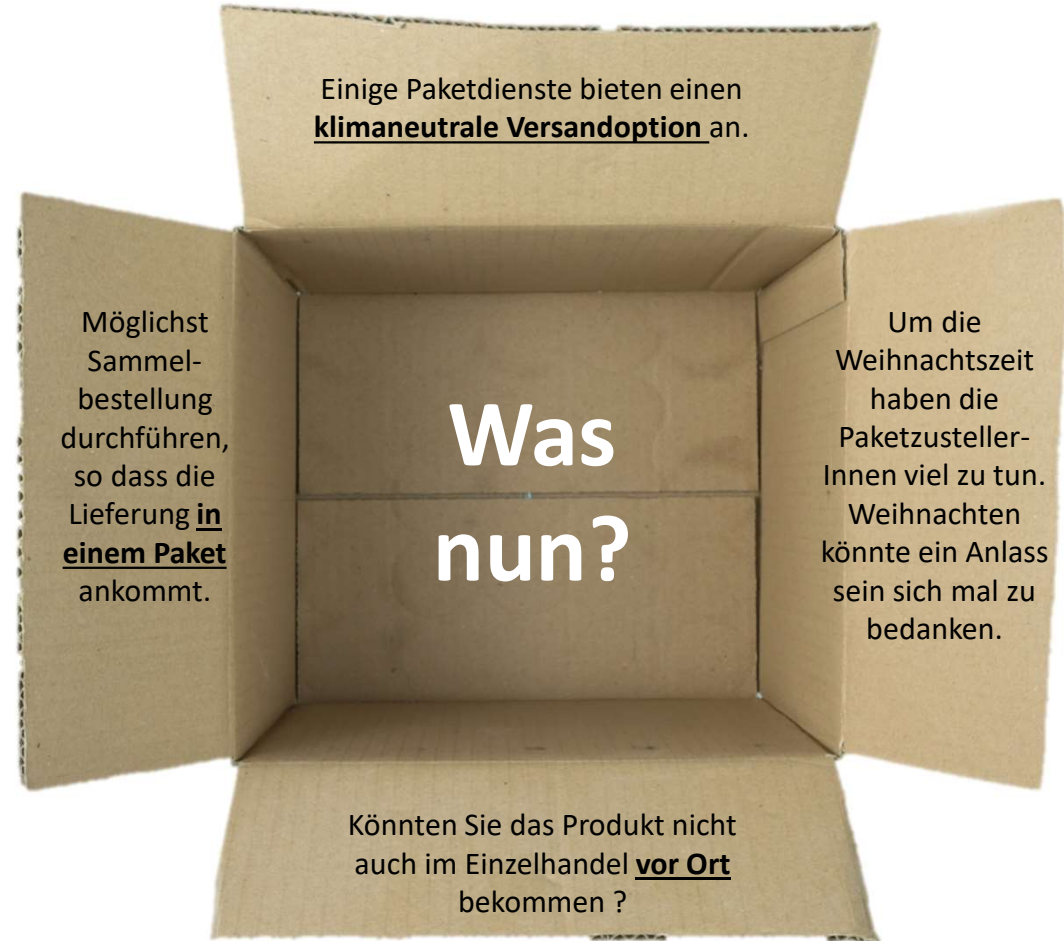 Einige Paketdienste bieten einen
klimaneutrale Versandoption an.
Möglichst
Sammel-
bestellung
durchführen,
so dass die
Lieferung in
einem Paket
ankommt.
Was
nun?
Um die
Weihnachtszeit
haben die
Paketzusteller-
Innen viel zu tun.
Weihnachten
könnte ein Anlass
sein sich mal zu
bedanken.
Könnten Sie das Produkt nicht
auch im Einzelhandel vor Ort
bekommen ?